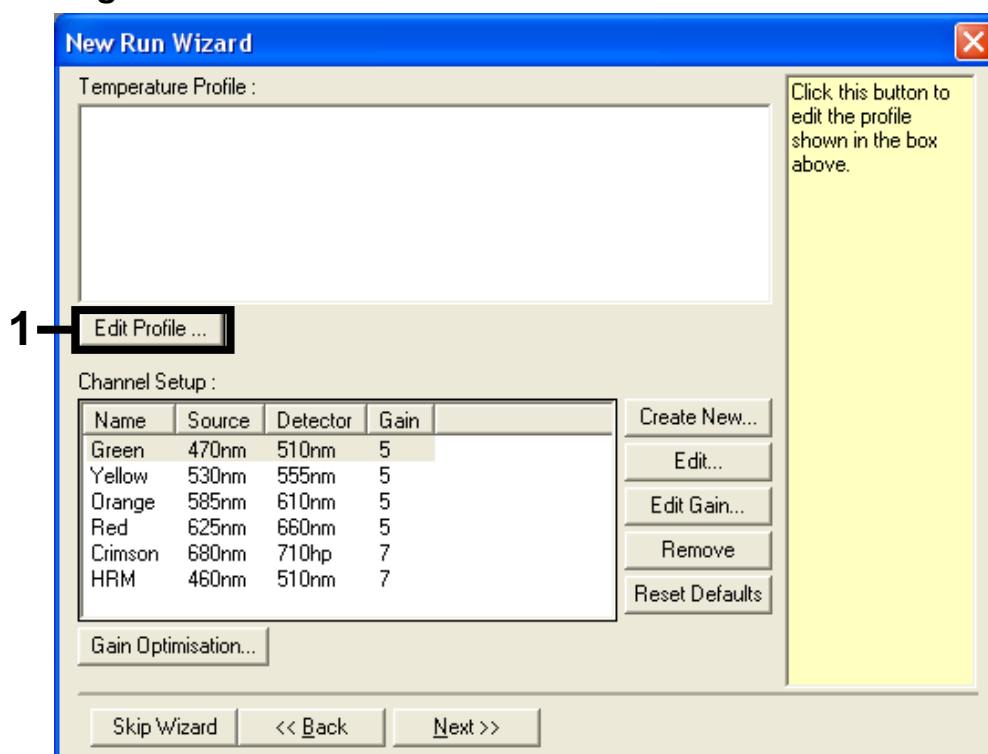 New Run Wizard
Temperature Profile :
Click this button to
edit the profile
shown in the box
above.
1
Edit Profile ...
Channel Setup :
Name Source Detector Gain
Green 470nm 510nm 5
Yellow 530nm 555nm 5
Orange 585nm 610nm 5
Red 625nm 660nm 5
Crimson 680nm 710hp 7
HRM 460nm 510nm 7
Create New...
Edit...
Edit Gain...
Remove
Reset Defaults
Gain Optimisation...
Skip Wizard
<< Back
Next >>